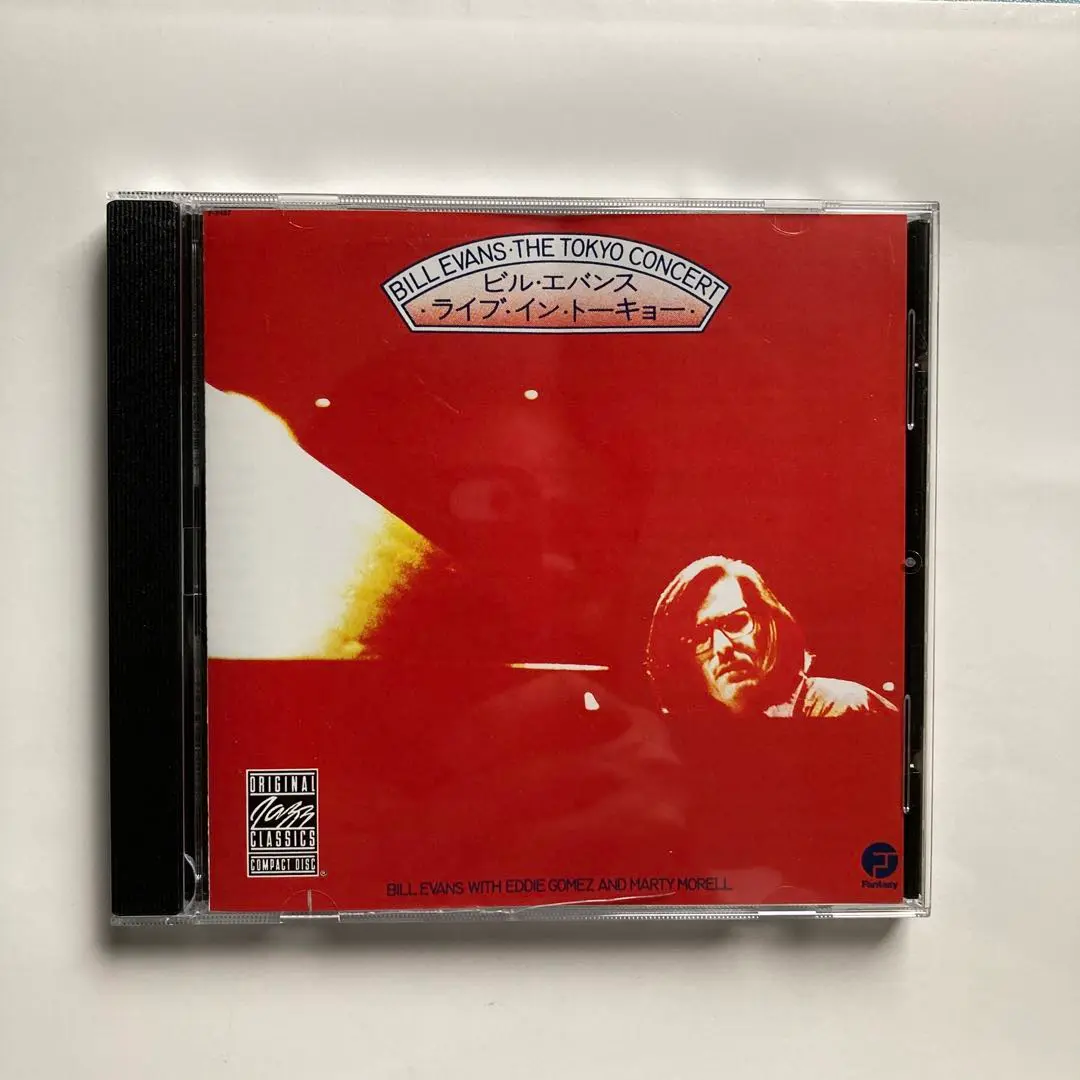 BILL EVANS·THE TOKYO CONCERT
ビル・エバンス
・ライブ・イン・トーキョー・
ORIGINAL
Jazz
CLASSICS
COMPACT DISC
Fantasy
BILL EVANS WITH EDDIE GOMEZ AND MARTY MORELL